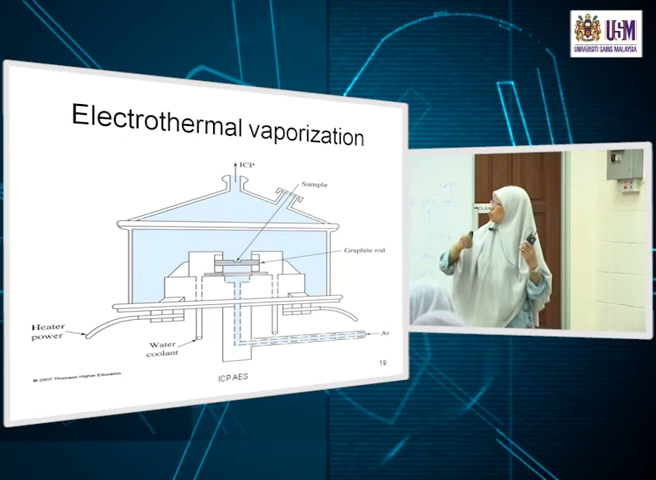 USM
UNIVERSITI SAINS MALAYSIA
Electrothermal vaporization
ICP
Sample
Graphite rod
Heater
power
Water
coolant
Ar
© 2007 Thomson Higher Education
ICP AES
19